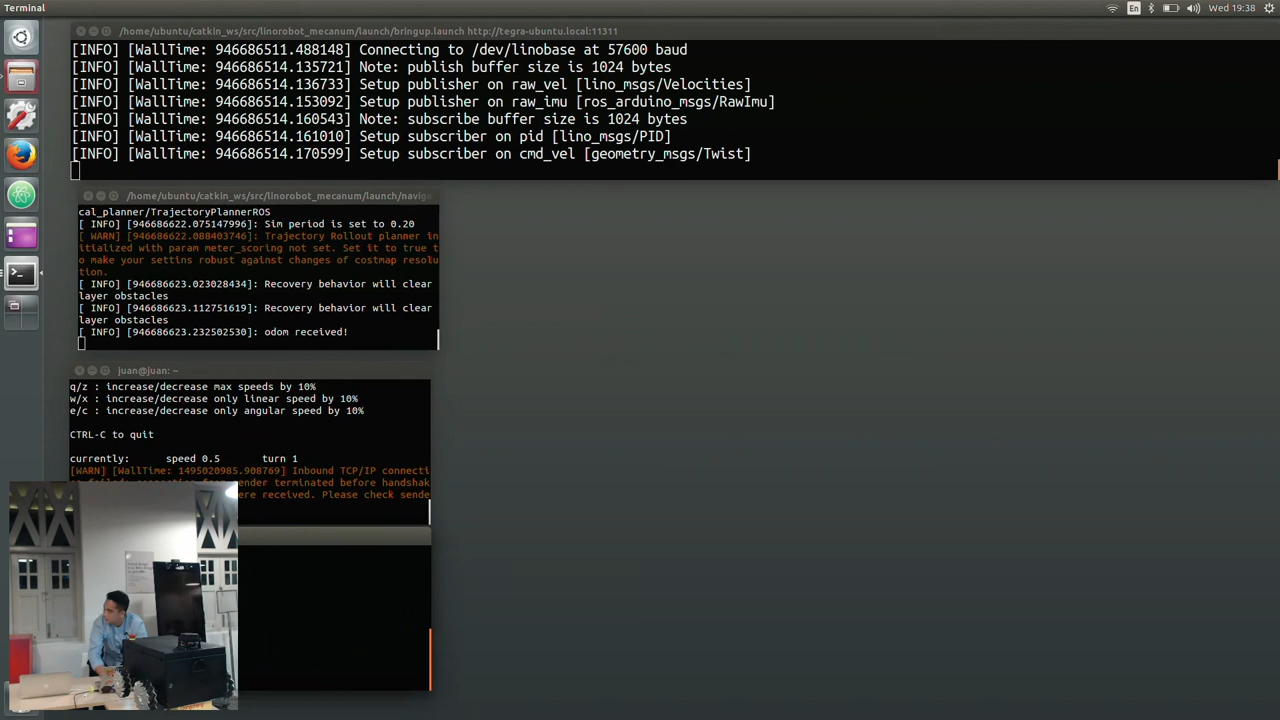 Terminal
En
Wed 19:38
/home/ubuntu/catkin_ws/src/linorobot_mecanum/launch/bringup.launch http://tegra-ubuntu.local:11311
[INFO] [WallTime: 946686511.488148] Connecting to /dev/linobase at 57600 baud
[INFO] [WallTime: 946686514.135721] Note: publish buffer size is 1024 bytes
[INFO] [WallTime: 946686514.136733] Setup publisher on raw_vel [lino_msgs/Velocities]
[INFO] [WallTime: 946686514.153092] Setup publisher on raw_imu [ros_arduino_msgs/RawImu]
[INFO] [WallTime: 946686514.160543] Note: subscribe buffer size is 1024 bytes
[INFO] [WallTime: 946686514.161010] Setup subscriber on pid [lino_msgs/PID]
[INFO] [WallTime: 946686514.170599] Setup subscriber on cmd_vel [geometry_msgs/Twist]
/home/ubuntu/catkin_ws/src/linorobot_mecanum/launch/naviga
cal_planner/TrajectoryPlannerROS
[ INFO] [946686622.075147996]: Sim period is set to 0.20
[ WARN] [946686622.088403746]: Trajectory Rollout planner in
itialized with param meter_scoring not set. Set it to true t
o make your settins robust against changes of costmap resolu
tion.
[ INFO] [946686623.023028434]: Recovery behavior will clear
layer obstacles
[ INFO] [946686623.112751619]: Recovery behavior will clear
layer obstacles
[ INFO] [946686623.232502530]: odom received!
juan@juan: ~
q/z : increase/decrease max speeds by 10%
w/x : increase/decrease only linear speed by 10%
e/c : increase/decrease only angular speed by 10%
CTRL-C to quit
currently: speed 0.5 turn 1
[WARN] [WallTime: 1495020985.908769] Inbound TCP/IP connecti
ender terminated before handshak
ere received. Please check sende